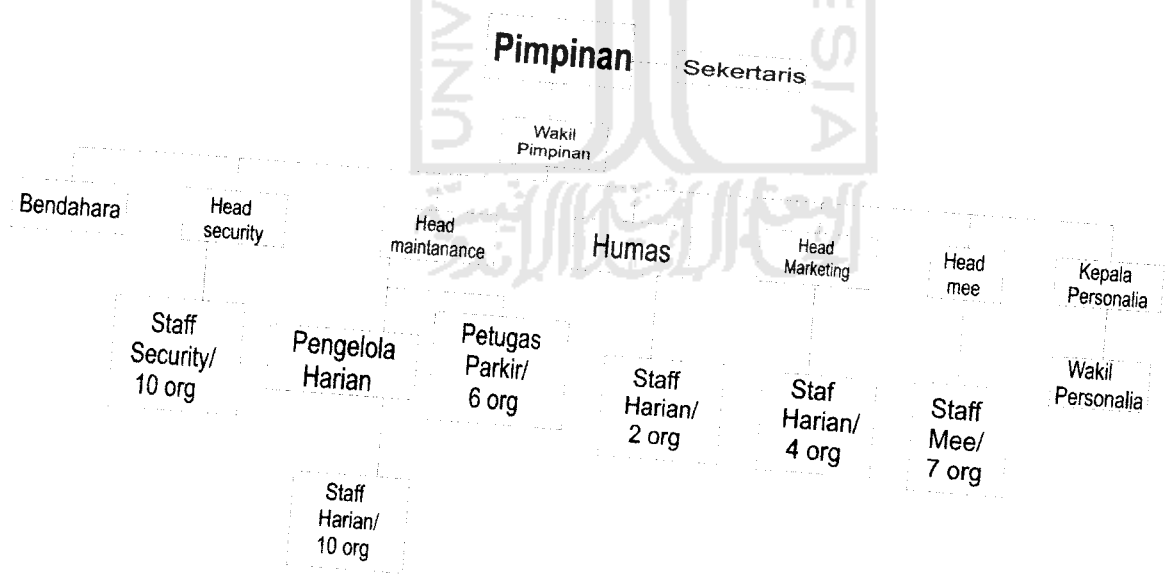 Pimpinan
Sekertaris
Wakil
Pimpinan
Bendahara
Head
security
Head
maintanance
Humas
Head
Marketing
Head
mee
Kepala
Personalia
Staff
Security/
10 org
Pengelola
Harian
Petugas
Parkir/
6 org
Staff
Harian/
2 org
Staf
Harian/
4 org
Staff
Mee/
7 org
Wakil
Personalia
Staff
Harian/
10 org